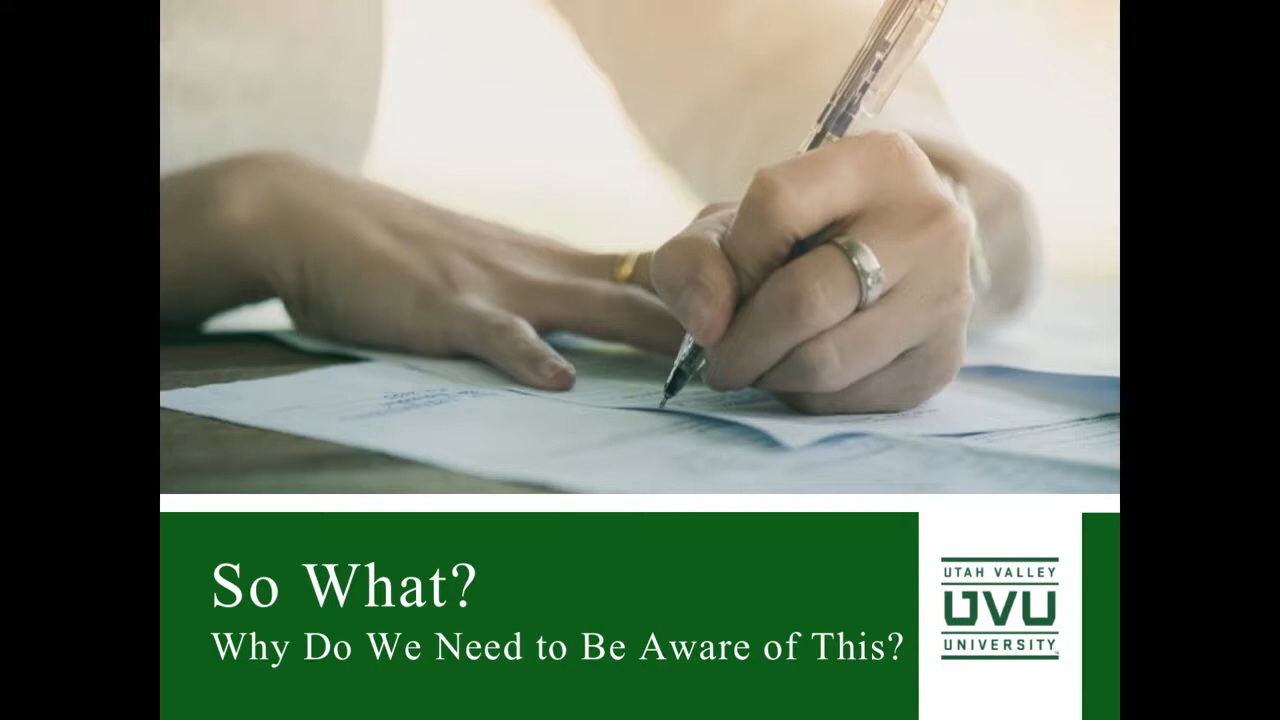 So What?
Why Do We Need to Be Aware of This?
UTAH VALLEY
UVU
UNIVERSITY